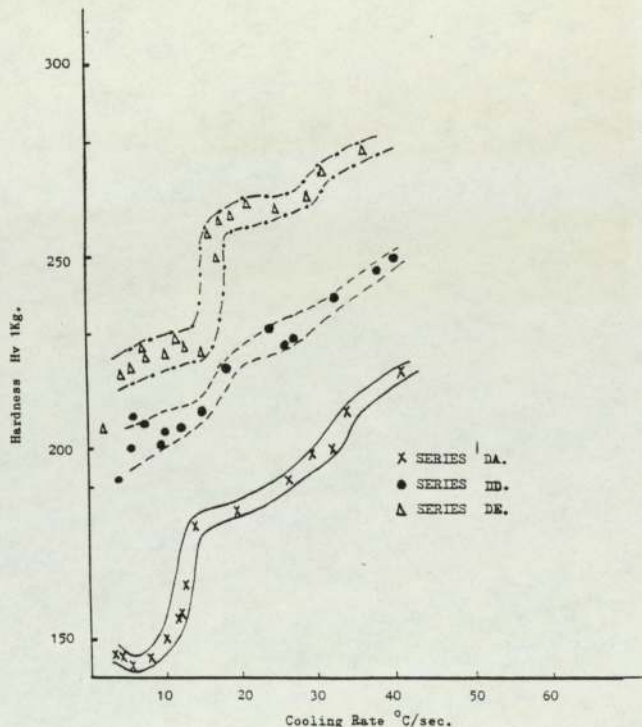 300
250
200
150
Hardness Hv 1Kg.
X SERIES DA.
● SERIES DD.
△ SERIES DE.
10 20 30 40 50 60
Cooling Rate °C/sec.